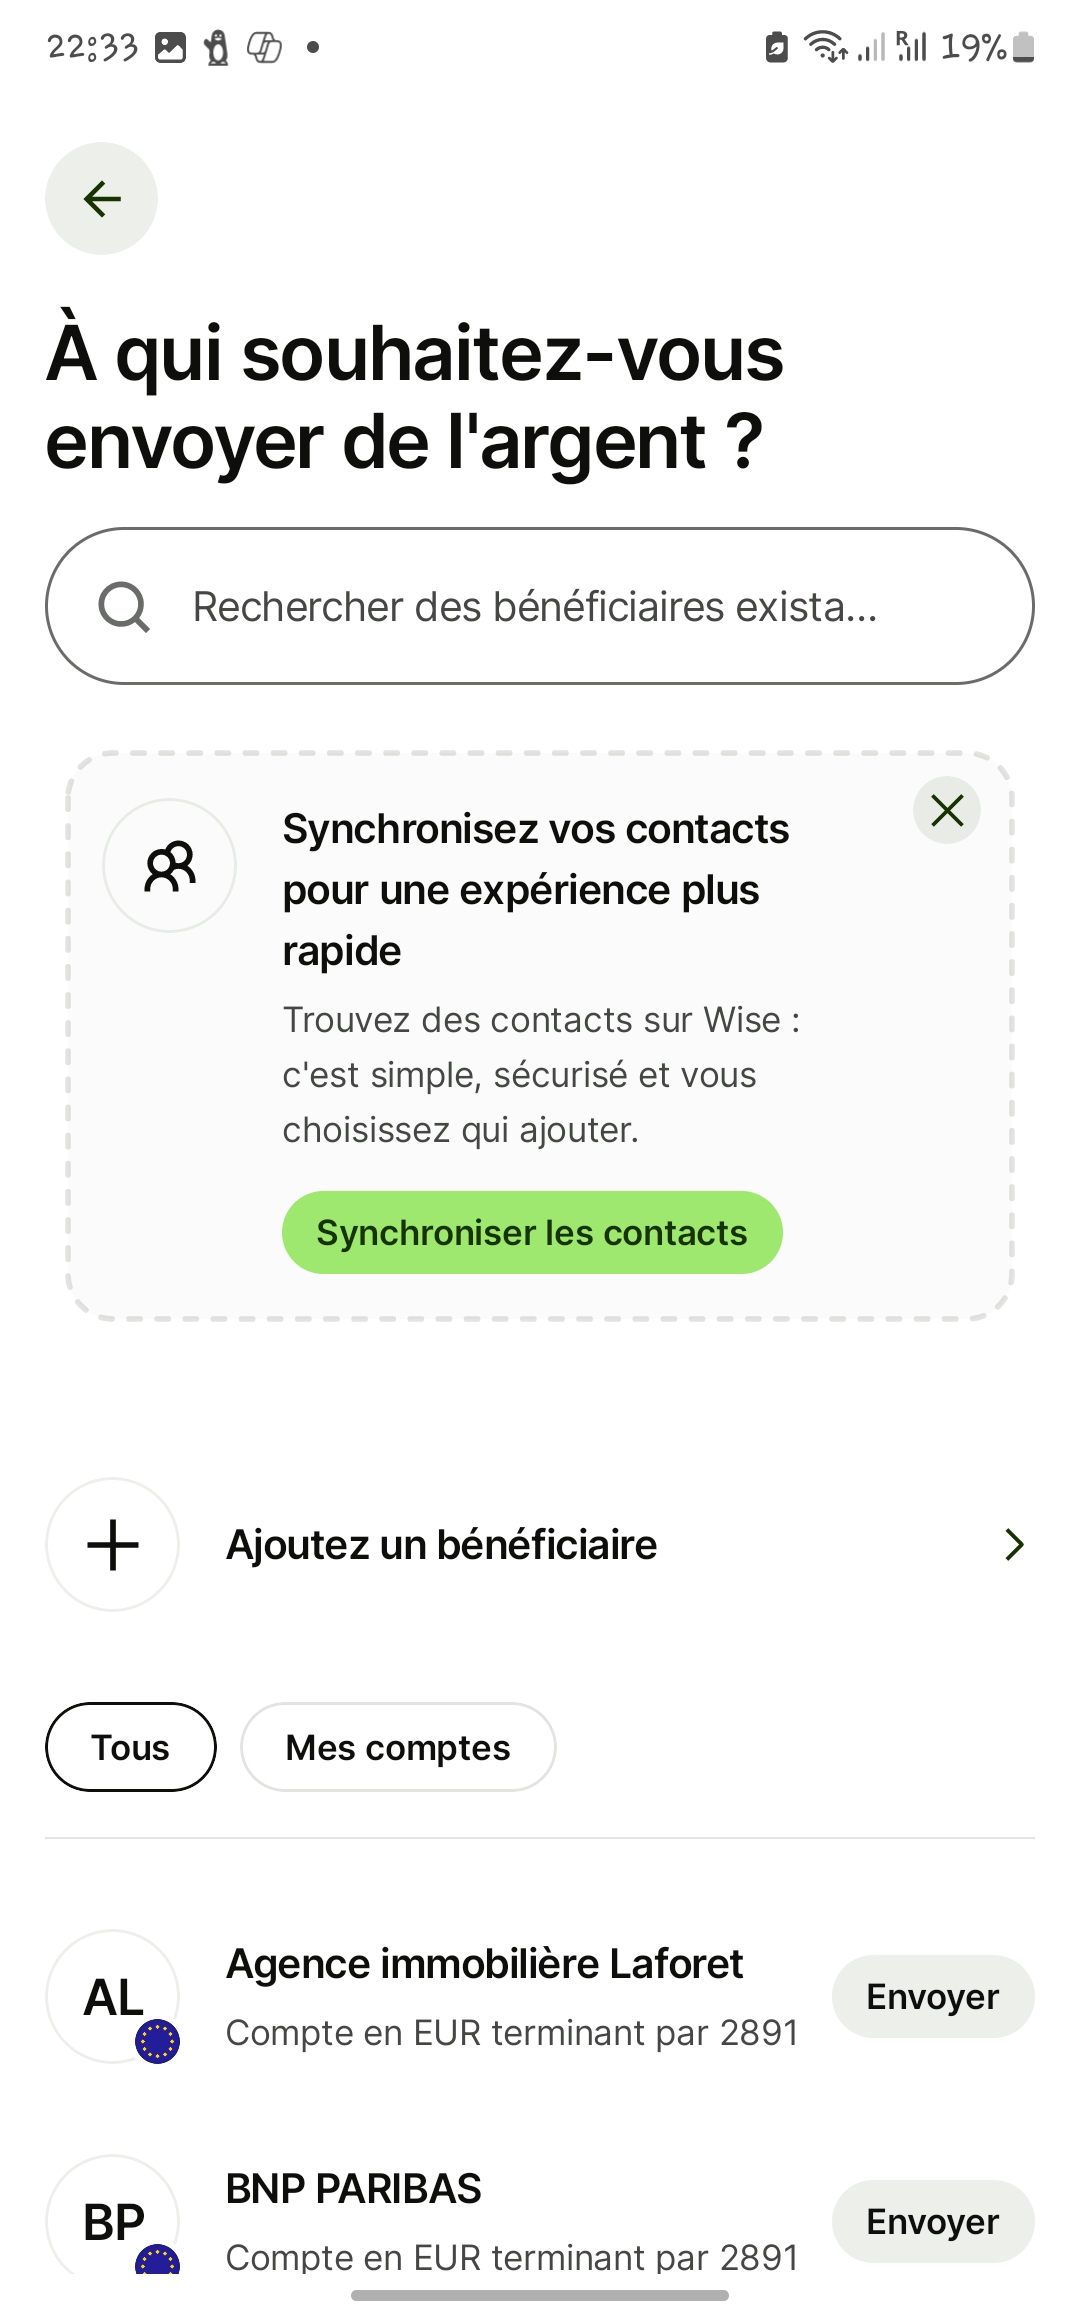 22:33
R
19%
À qui souhaitez-vous
envoyer de l'argent ?
Rechercher des bénéficiaires exista...
Synchronisez vos contacts
pour une expérience plus
rapide
Trouvez des contacts sur Wise :
c'est simple, sécurisé et vous
choisissez qui ajouter.
Synchroniser les contacts
Ajoutez un bénéficiaire
Tous
Mes comptes
AL
Agence immobilière Laforet
Compte en EUR terminant par 2891
Envoyer
BP
BNP PARIBAS
Compte en EUR terminant par 2891
Envoyer